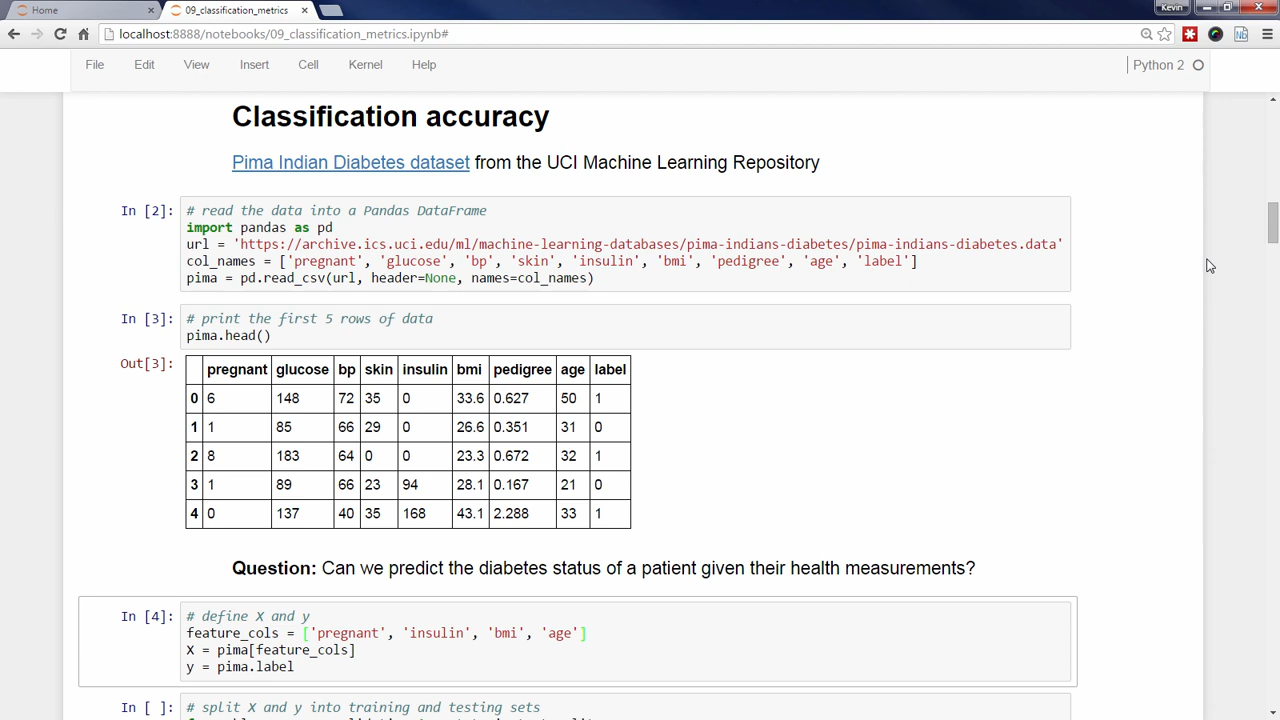 Home
09_classification_metrics
Kevin
localhost:8888/notebooks/09_classification_metrics.ipynb#
File Edit View Insert Cell Kernel Help
Python 2
Classification accuracy
Pima Indian Diabetes dataset from the UCI Machine Learning Repository
In [2]: # read the data into a Pandas DataFrame
import pandas as pd
url = 'https://archive.ics.uci.edu/ml/machine-learning-databases/pima-indians-diabetes/pima-indians-diabetes.data'
col_names = ['pregnant', 'glucose', 'bp', 'skin', 'insulin', 'bmi', 'pedigree', 'age', 'label']
pima = pd.read_csv(url, header=None, names=col_names)
In [3]: # print the first 5 rows of data
pima.head()
Out[3]:
pregnant glucose bp skin insulin bmi pedigree age label
0 6 148 72 35 0 33.6 0.627 50 1
1 1 85 66 29 0 26.6 0.351 31 0
2 8 183 64 0 0 23.3 0.672 32 1
3 1 89 66 23 94 28.1 0.167 21 0
4 0 137 40 35 168 43.1 2.288 33 1
Question: Can we predict the diabetes status of a patient given their health measurements?
In [4]: # define X and y
feature_cols = ['pregnant', 'insulin', 'bmi', 'age']
X = pima[feature_cols]
y = pima.label
In [ ]: # split X and y into training and testing sets